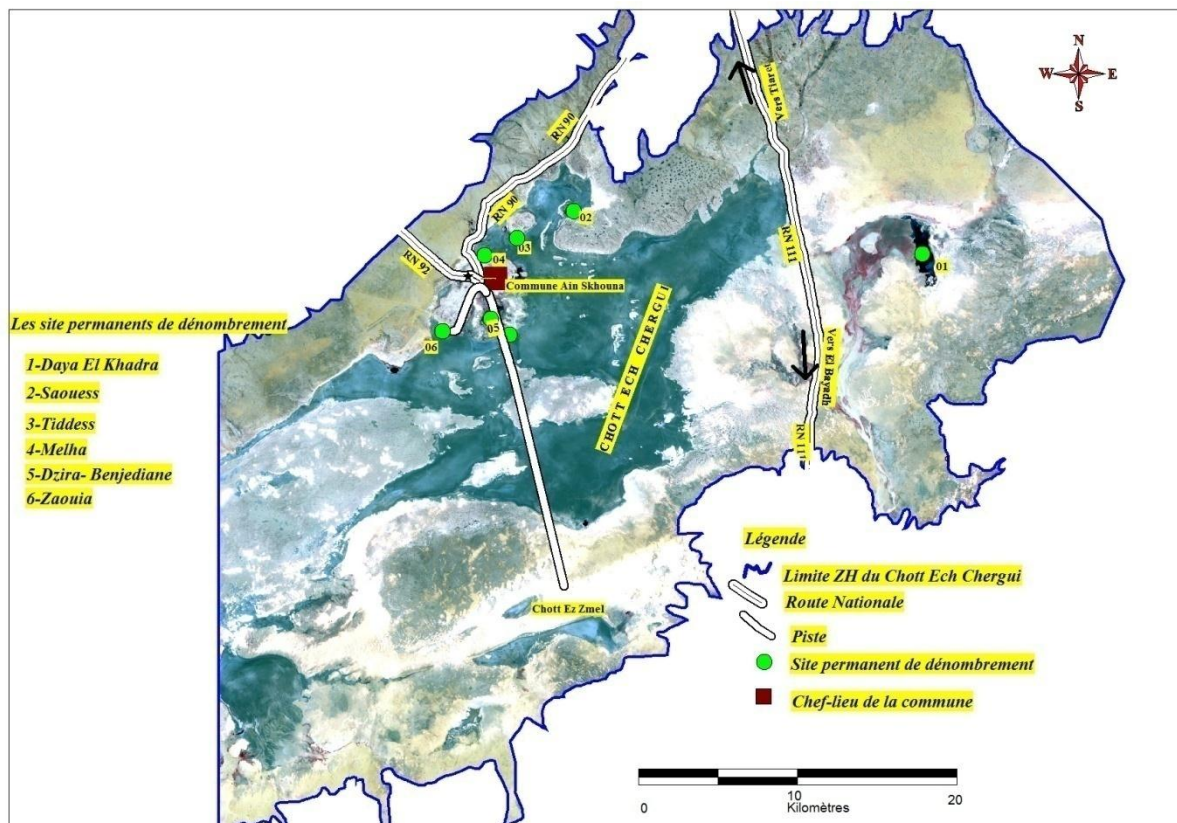 N
W E
S
RN 90
Vers Tiaret
RN 90
02
03
04
RN 92
RN 111
01
Commune Ain Skhouna
CHOTT ECH CHERGUI
05
06
Vers El Bayadh
RN 11
Les site permanents de dénombrement
1-Daya El Khadra
2-Saouess
3-Tiddess
4-Melha
5-Dzira- Benjediane
6-Zaouia
Chott Ez Zmel
Légende
Limite ZH du Chott Ech Chergui
Route Nationale
Piste
Site permanent de dénombrement
Chef-lieu de la commune
0 10 20
Kilomètres